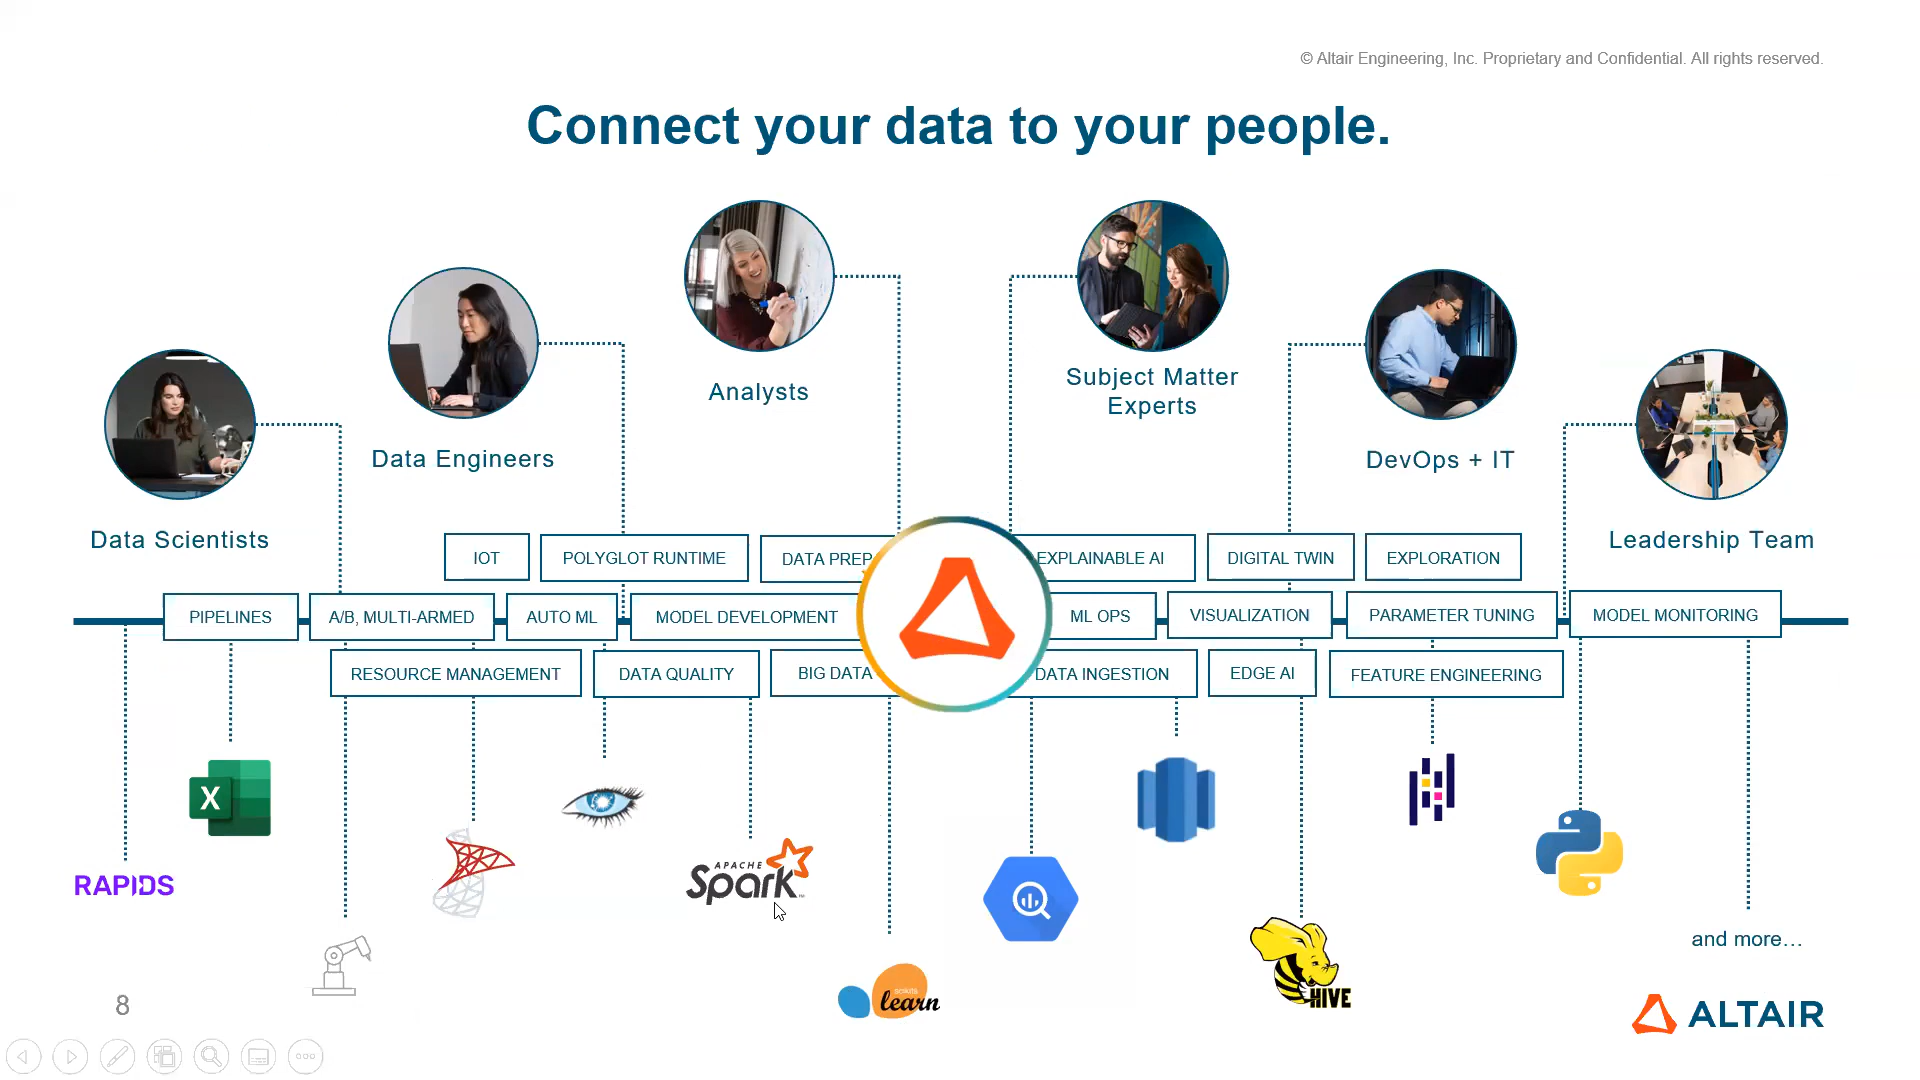 © Altair Engineering, Inc. Proprietary and Confidential. All rights reserved.
Connect your data to your people.
Analysts
Subject Matter
Experts
Data Engineers
DevOps + IT
Data Scientists
Leadership Team
IOT
POLYGLOT RUNTIME
DATA PREP
EXPLAINABLE AI
DIGITAL TWIN
EXPLORATION
PIPELINES
A/B, MULTI-ARMED
AUTO ML
MODEL DEVELOPMENT
ML OPS
VISUALIZATION
PARAMETER TUNING
MODEL MONITORING
RESOURCE MANAGEMENT
DATA QUALITY
BIG DATA
DATA INGESTION
EDGE AI
FEATURE ENGINEERING
X
RAPIDS
APACHE
Spark™
and more...
scikit
learn
HIVE
8
ALTAIR